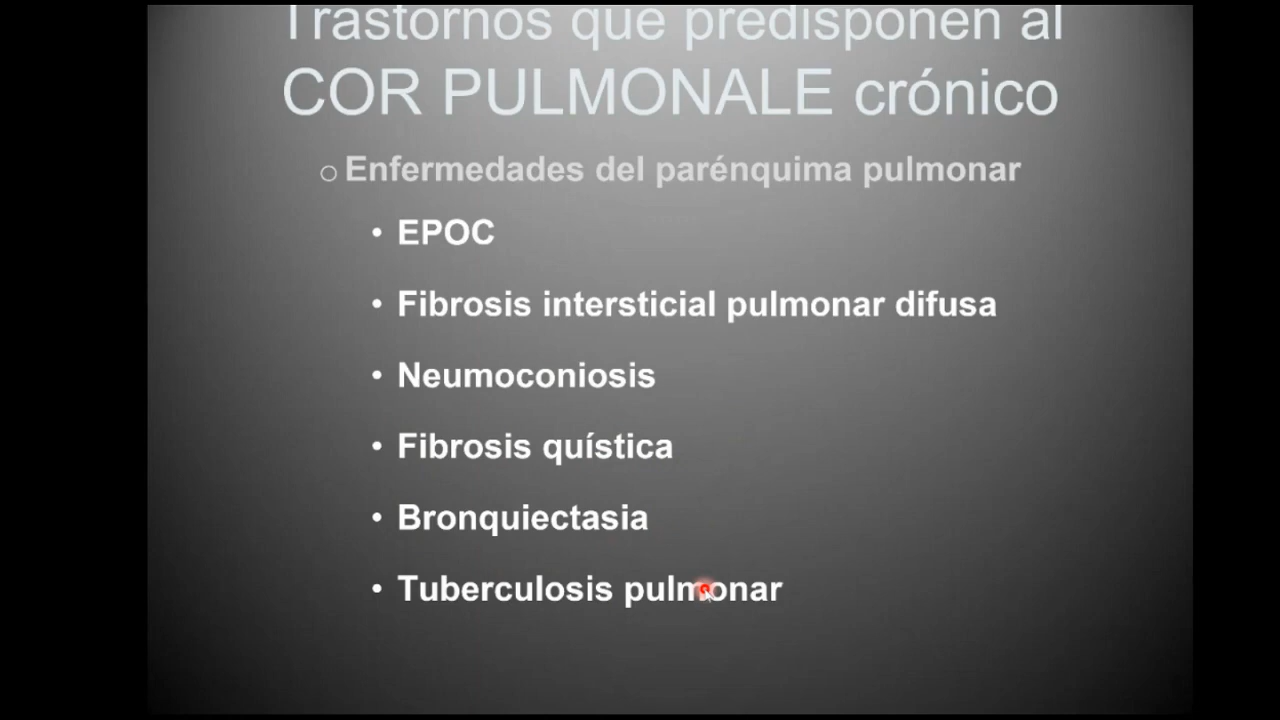 Trastornos que predisponen al
COR PULMONALE crónico
Enfermedades del parénquima pulmonar
• EPOC
• Fibrosis intersticial pulmonar difusa
• Neumoconiosis
• Fibrosis quística
• Bronquiectasia
• Tuberculosis pulmonar